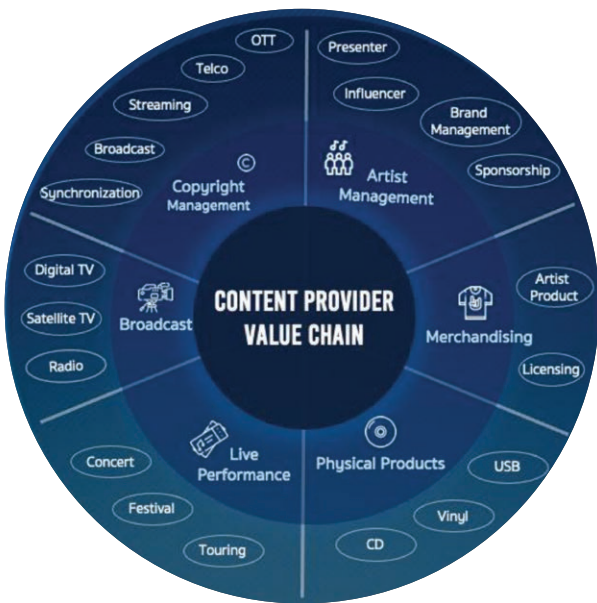 OTT
Telco
Streaming
Broadcast
Synchronization
©
Copyright
Management
Presenter
Influencer
Brand
Management
Sponsorship
Artist
Management
Digital TV
Satellite TV
Radio
Broadcast
CONTENT PROVIDER
VALUE CHAIN
Artist
Product
Licensing
Merchandising
Live
Performance
Concert
Festival
Touring
Physical Products
USB
Vinyl
CD